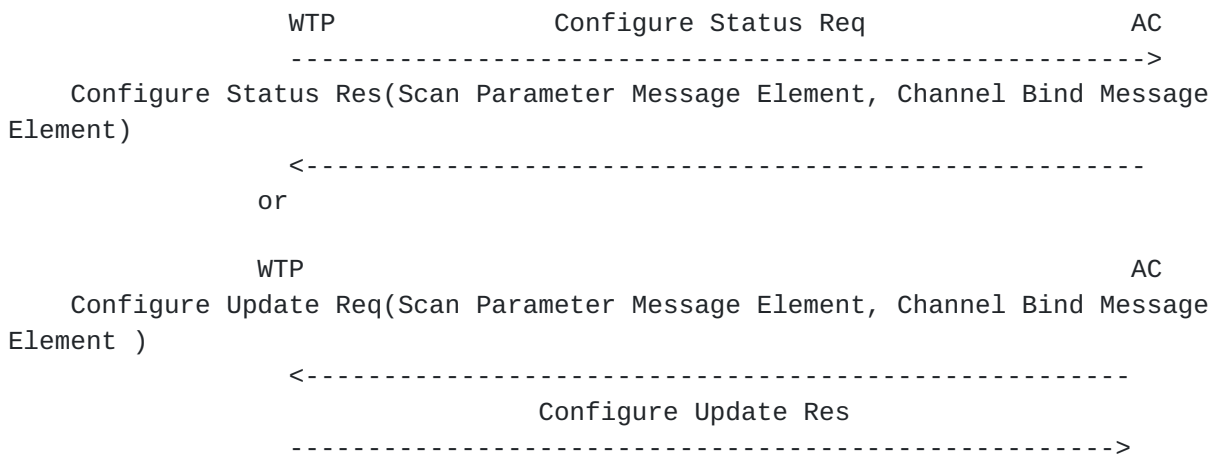 WTP Configure Status Req AC
------------------------------------------------------->
Configure Status Res(Scan Parameter Message Element, Channel Bind Message
Element)
<------------------------------------------------------
or
WTP AC
Configure Update Req(Scan Parameter Message Element, Channel Bind Message
Element )
<-----------------------------------------------------
Configure Update Res
----------------------------------------------------->